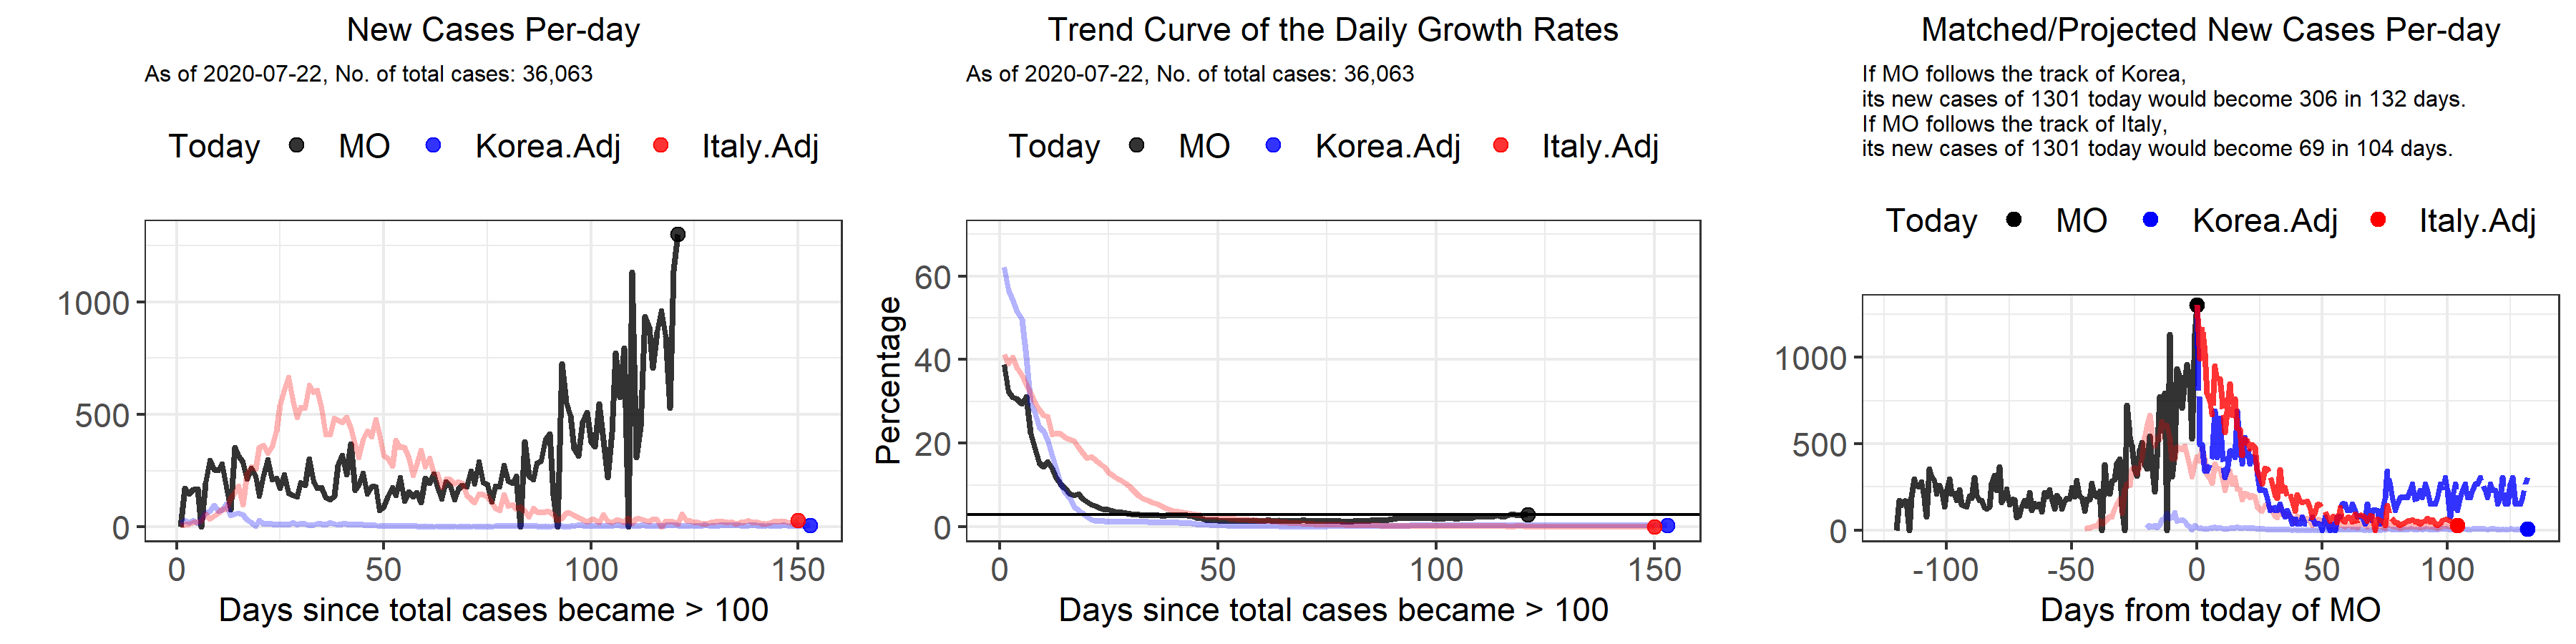 New Cases Per-day
As of 2020-07-22, No. of total cases: 36,063
Today MO Korea.Adj Italy.Adj
1000
500
0
0 50 100 150
Days since total cases became > 100
Trend Curve of the Daily Growth Rates
As of 2020-07-22, No. of total cases: 36,063
Today MO Korea.Adj Italy.Adj
Percentage
60
40
20
0
0 50 100 150
Days since total cases became > 100
Matched/Projected New Cases Per-day
If MO follows the track of Korea,
its new cases of 1301 today would become 306 in 132 days.
If MO follows the track of Italy,
its new cases of 1301 today would become 69 in 104 days.
Today MO Korea.Adj Italy.Adj
1000
500
0
-100 -50 0 50 100
Days from today of MO